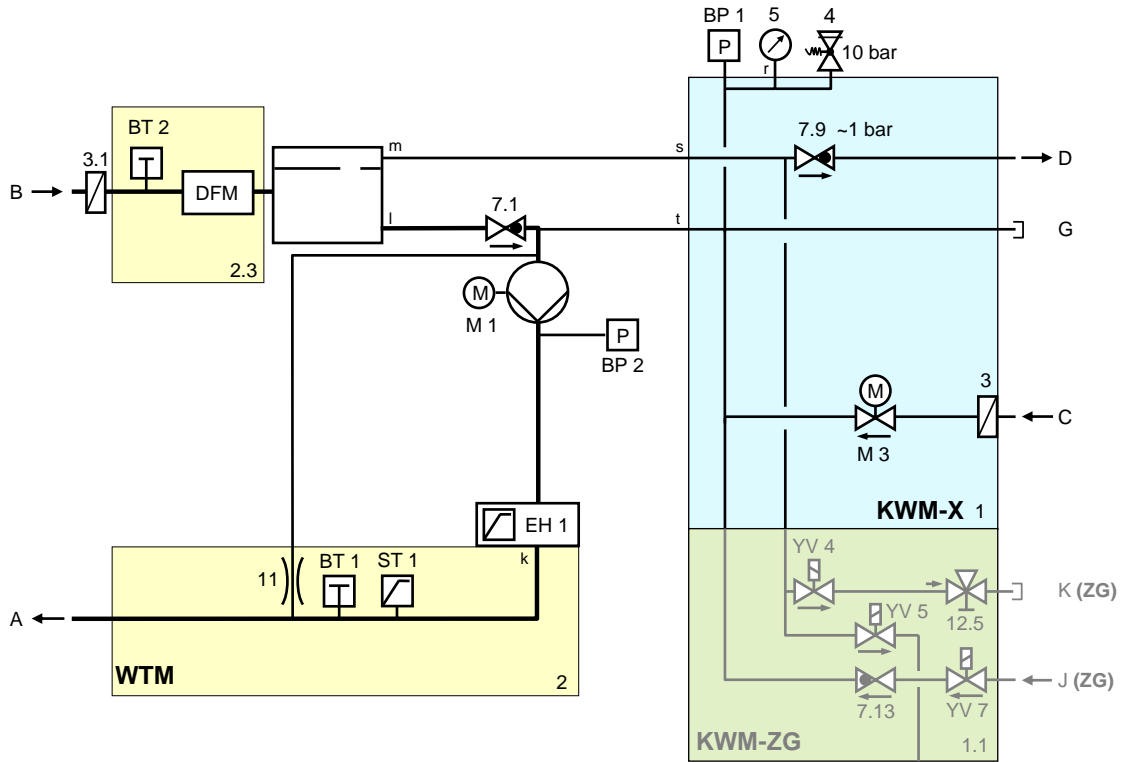 BP 1
5
4
P
r
10 bar
BT 2
7.9 ~1 bar
3.1
m
s
B
DFM
D
7.1
l
t
G
2.3
M
M 1
P
BP 2
M
3
C
M 3
KWM-X 1
EH 1
k
YV 4
BT 1
ST 1
11
K (ZG)
YV 5
12.5
A
WTM
2
J (ZG)
7.13
YV 7
KWM-ZG
1.1